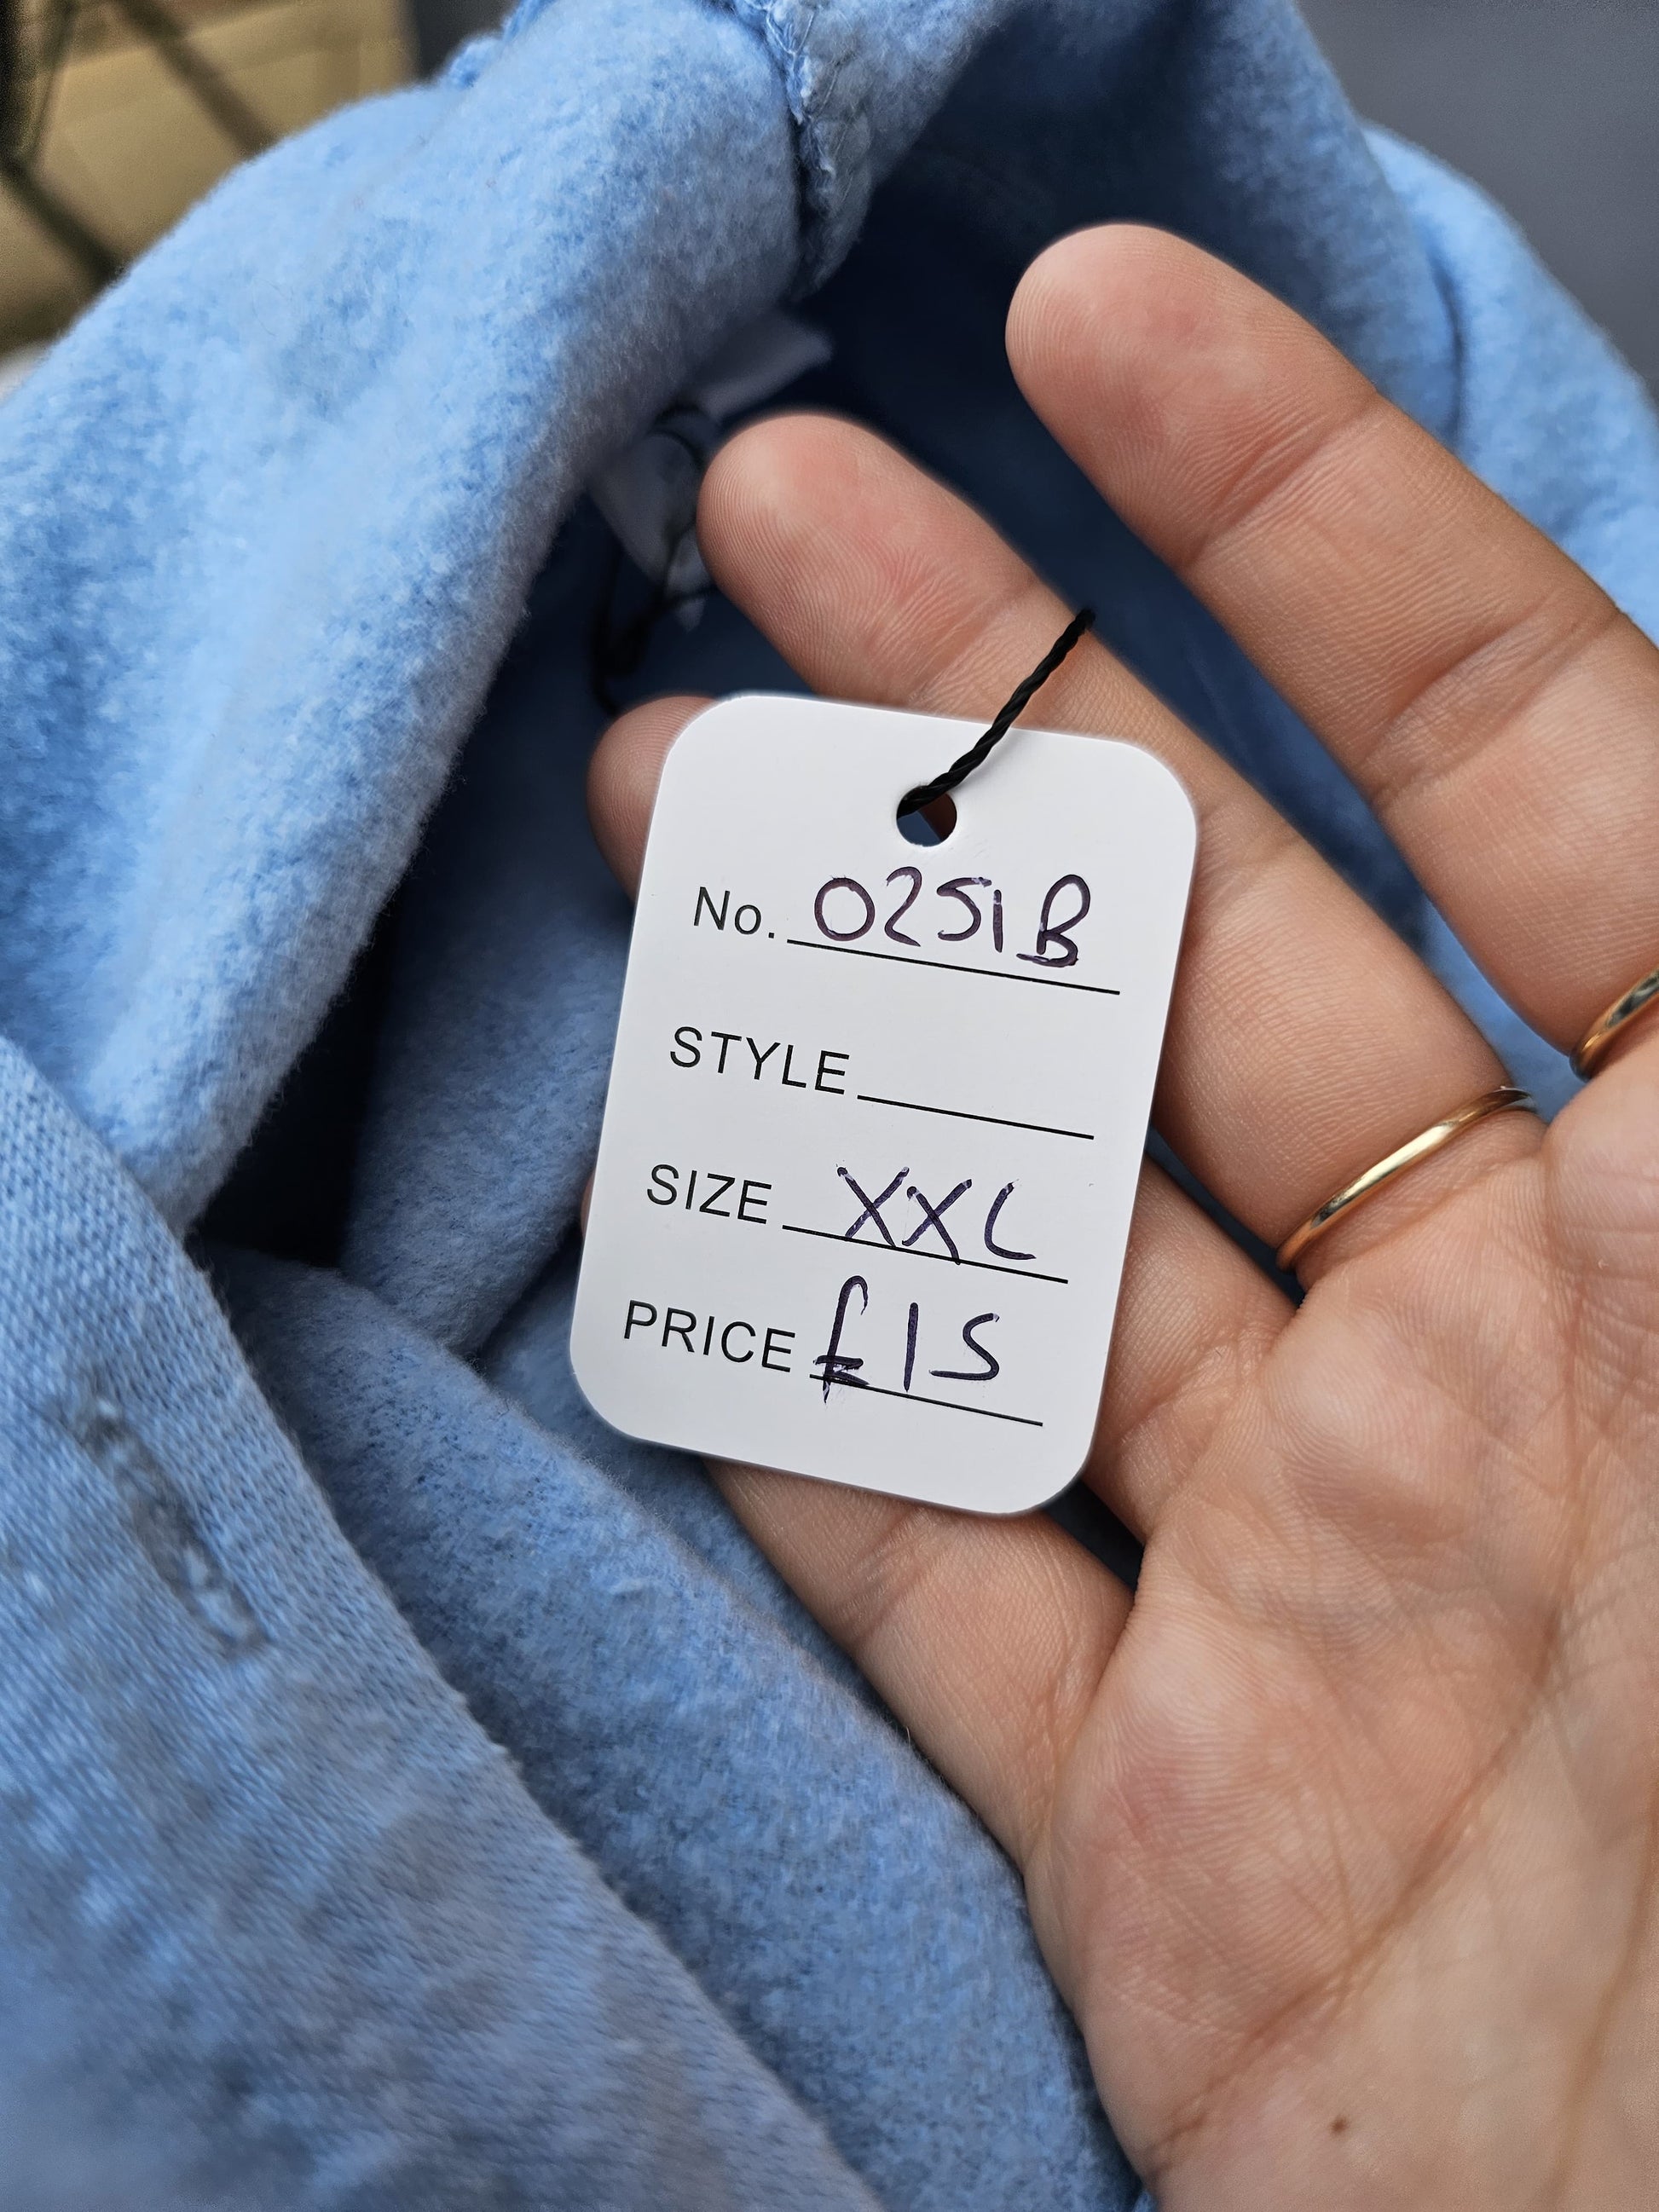 No. 0251B
STYLE
SIZE XXL
PRICE £15